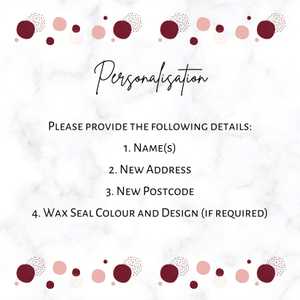 Personalisation
Please provide the following details:
1. Name(s)
2. New Address
3. New Postcode
4. Wax Seal Colour and Design (if required)